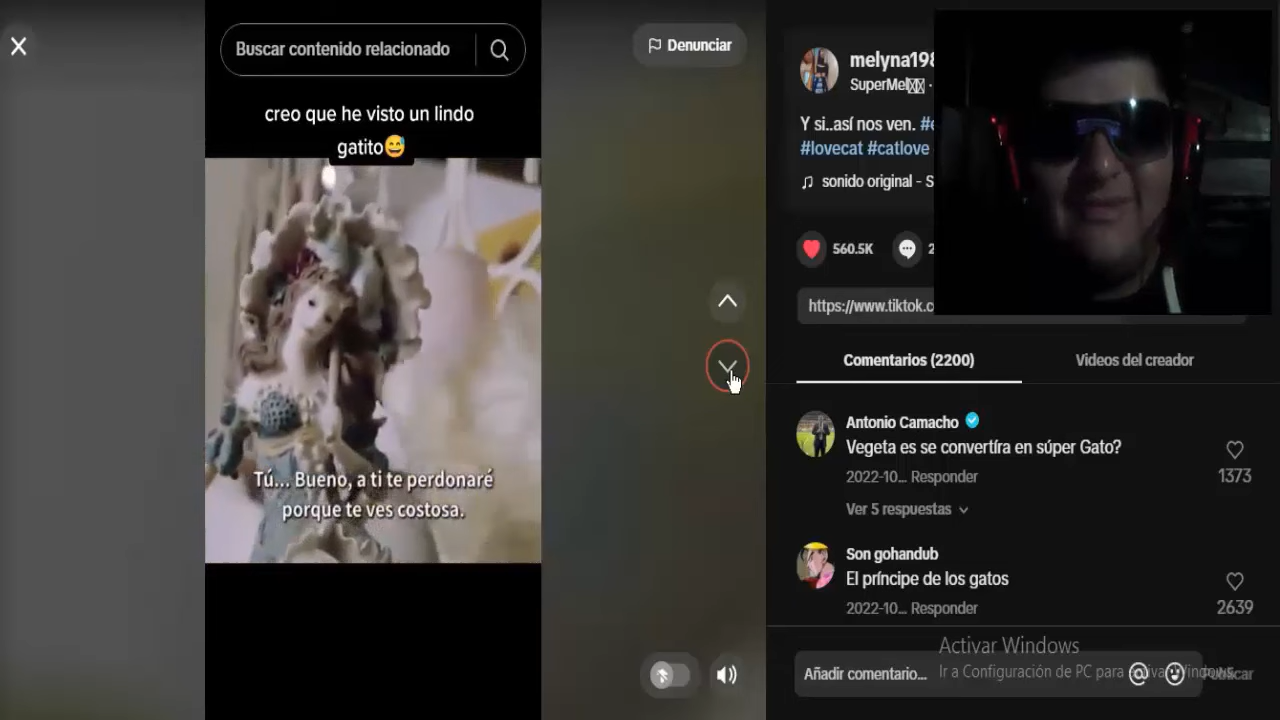 Buscar contenido relacionado
Denunciar
creo que he visto un lindo
gatito😅
Tú... Bueno, a ti te perdonaré
porque te ves costosa.
melyna198
SuperMel
Y si..así nos ven.
#lovecat #catlove
sonido original - S
560.5K
2
https://www.tiktok.c
Comentarios (2200)
Videos del creador
Antonio Camacho
Vegeta es se convertíra en súper Gato?
1373
2022-10... Responder
Ver 5 respuestas
Son gohandub
El príncipe de los gatos
2639
2022-10... Responder
Activar Windows
Ir a Configuración de PC para activar Windows.
Añadir comentario...
Publicar